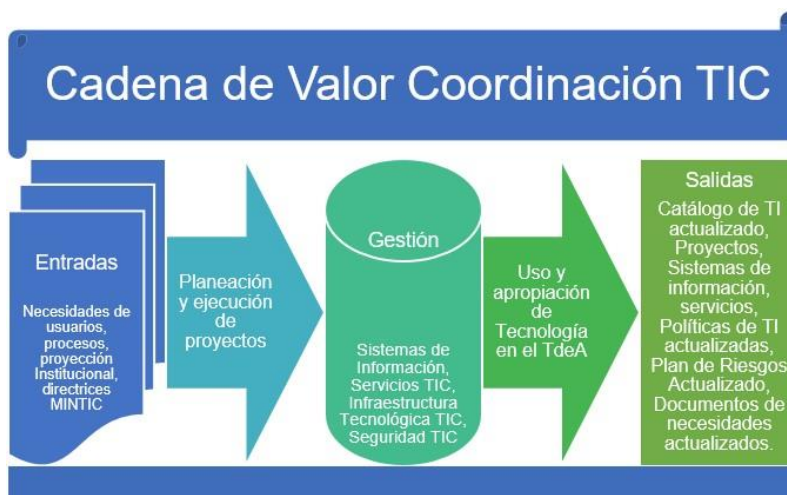 Cadena de Valor Coordinación TIC
Entradas
Necesidades de
usuarios,
procesos,
proyección
Institucional,
directrices
MINTIC
Planeación
y ejecución
de
proyectos
Gestión
Sistemas de
Información,
Servicios TIC,
Infraestructura
Tecnológica TIC,
Seguridad TIC
Uso y
apropiación
de
Tecnología
en el TdeA
Salidas
Catálogo de TI
actualizado,
Proyectos,
Sistemas de
información,
servicios,
Políticas de TI
actualizadas,
Plan de Riesgos
Actualizado,
Documentos de
necesidades
actualizados.